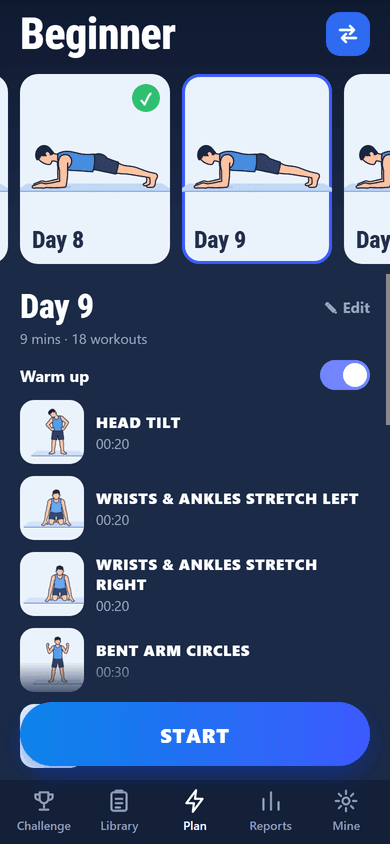 Beginner
Day 8
Day 9
Day
Day 9
Edit
9 mins · 18 workouts
Warm up
HEAD TILT
00:20
WRISTS & ANKLES STRETCH LEFT
00:20
WRISTS & ANKLES STRETCH
RIGHT
00:20
BENT ARM CIRCLES
00:30
START
Challenge
Library
Plan
Reports
Mine